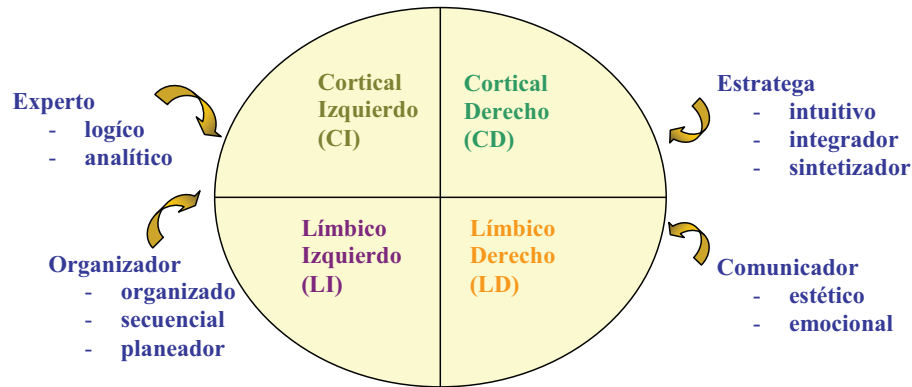 Experto
- logíco
- analítico
Cortical
Izquierdo
(CI)
Cortical
Derecho
(CD)
Estratega
- intuitivo
- integrador
- sintetizador
Organizador
- organizado
- secuencial
- planeador
Límbico
Izquierdo
(LI)
Límbico
Derecho
(LD)
Comunicador
- estético
- emocional